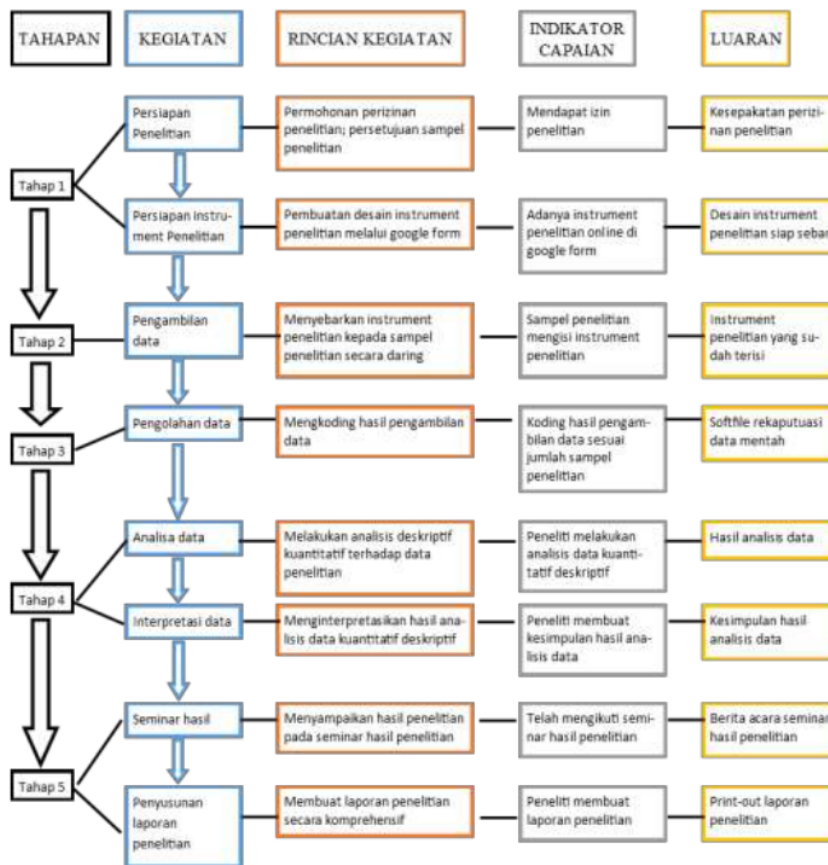 TAHAPAN
KEGIATAN
RINCIAN KEGIATAN
INDIKATOR
CAPAIAN
LUARAN
Tahap 1
Persiapan
Penelitian
Permohonan perizinan
penelitian; persetujuan sampel
penelitian
Mendapat izin
penelitian
Kesepakatan perizi-
nan penelitian
Persiapan instru-
ment Penelitian
Pembuatan desain instrument
penelitian melalui google form
Adanya instrument
penelitian online di
google form
Desain instrument
penelitian siap sebar
Tahap 2
Pengambilan
data
Menyebarkan instrument
penelitian kepada sampel
penelitian secara daring
Sampel penelitian
mengisi instrument
penelitian
Instrument
penelitian yang su-
dah terisi
Tahap 3
Pengolahan data
Mengkoding hasil pengambilan
data
Koding hasil pengam-
bilan data sesuai
jumlah sampel
penelitian
Softfile rekaputuasi
data mentah
Tahap 4
Analisa data
Melakukan analisis deskriptif
kuantitatif terhadap data
penelitian
Peneliti melakukan
analisis data kuanti-
tatif deskriptif
Hasil analisis data
Interpretasi data
Menginterpretasikan hasil ana-
lisis data kuantitatif deskriptif
Peneliti membuat
kesimpulan hasil ana-
lisis data
Kesimpulan hasil
analisis data
Tahap 5
Seminar hasil
Menyampaikan hasil penelitian
pada seminar hasil penelitian
Telah mengikuti semi-
nar hasil penelitian
Berita acara seminar
hasil penelitian
Penyusunan
laporan
penelitian
Membuat laporan penelitian
secara komprehensif
Peneliti membuat
laporan penelitian
Print-out laporan
penelitian